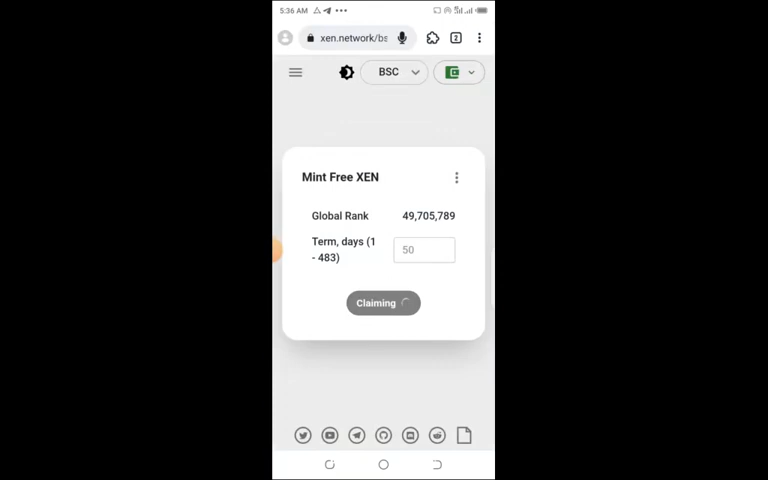 5:36 AM
xen.network/bs
2
BSC
Mint Free XEN
Global Rank 49,705,789
Term, days (1
- 483)
50
Claiming